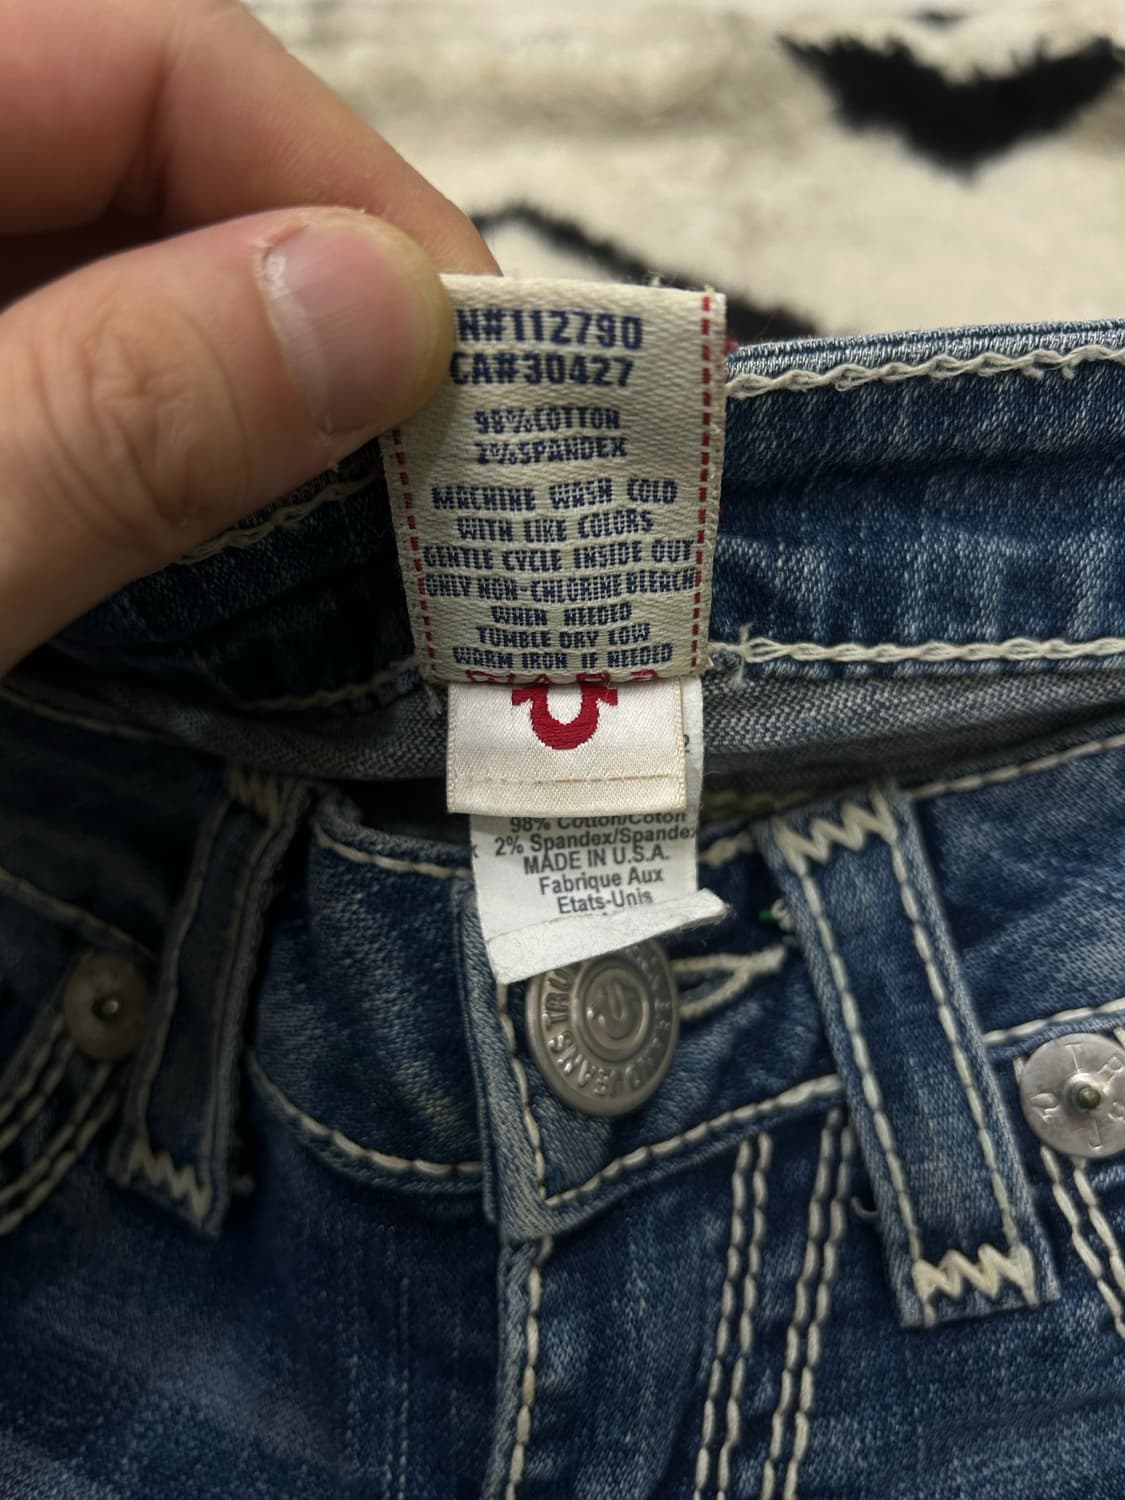 N#112790
CA#30427
98%COTTON
2%SPANDEX
MACHINE WASH COLD
WITH LIKE COLORS
GENTLE CYCLE INSIDE OUT
ONLY NON-CHLORINE BLEACH
WHEN NEEDED
TUMBLE DRY LOW
WARM IRON IF NEEDED
98% Cotton/Coton
2% Spandex/Spandex
MADE IN U.S.A.
Fabrique Aux
Etats-Unis
JEANS TRU